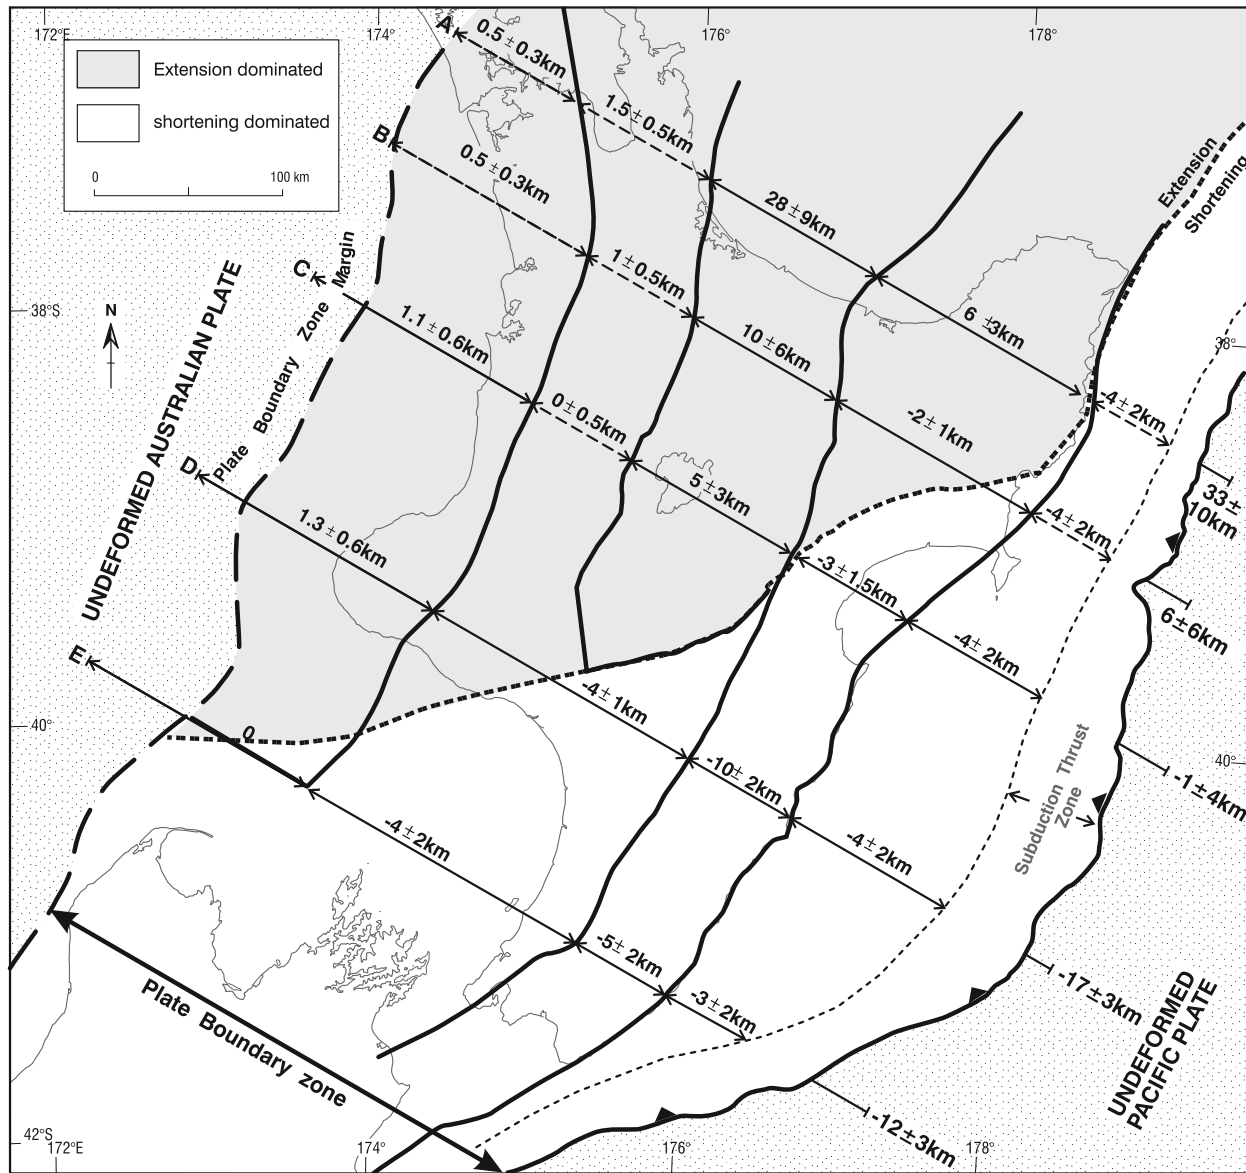 172°E
174°
176°
178°
Extension dominated
shortening dominated
0
100 km
A
0.5±0.3km
1.5±0.5km
28±9km
6 ±3km
-4±2km
33±
10km
Extension
Shortening
B
0.5±0.3km
1±0.5km
10±6km
-2±1km
-4±2km
6±6km
C
1.1±0.6km
0±0.5km
5±3km
-3±1.5km
-4±2km
-1±4km
D
1.3±0.6km
-4±1km
-10±2km
-4±2km
-17±3km
E
0
-4±2km
-5±2km
-3±2km
-12±3km
UNDEFORMED AUSTRALIAN PLATE
Plate Boundary Zone Margin
N
38°S
38°
40°
40°
Subduction Thrust
Zone
Plate Boundary zone
UNDEFORMED
PACIFIC PLATE
42°S
172°E
174°
176°
178°